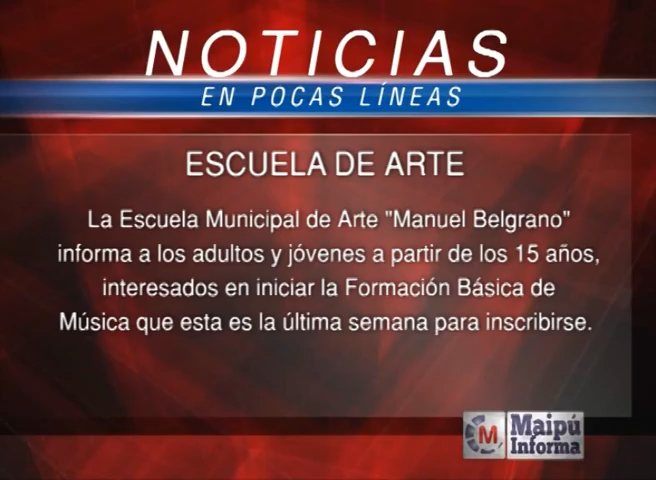 NOTICIAS
EN POCAS LÍNEAS
ESCUELA DE ARTE
La Escuela Municipal de Arte "Manuel Belgrano"
informa a los adultos y jóvenes a partir de los 15 años,
interesados en iniciar la Formación Básica de
Música que esta es la última semana para inscribirse.
M Maipú
Informa